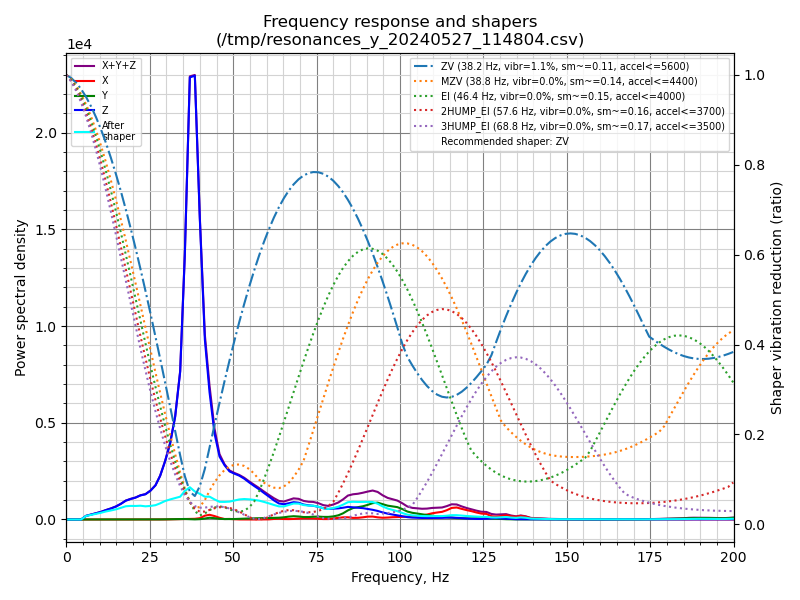 Frequency response and shapers
(/tmp/resonances_y_20240527_114804.csv)
1e4
X+Y+Z
X
Y
Z
After
shaper
ZV (38.2 Hz, vibr=1.1%, sm~=0.11, accel<=5600)
MZV (38.8 Hz, vibr=0.0%, sm~=0.14, accel<=4400)
EI (46.4 Hz, vibr=0.0%, sm~=0.15, accel<=4000)
2HUMP_EI (57.6 Hz, vibr=0.0%, sm~=0.16, accel<=3700)
3HUMP_EI (68.8 Hz, vibr=0.0%, sm~=0.17, accel<=3500)
Recommended shaper: ZV
Power spectral density
2.0
1.5
1.0
0.5
0.0
1.0
0.8
0.6
0.4
0.2
0.0
Shaper vibration reduction (ratio)
0 25 50 75 100 125 150 175 200
Frequency, Hz